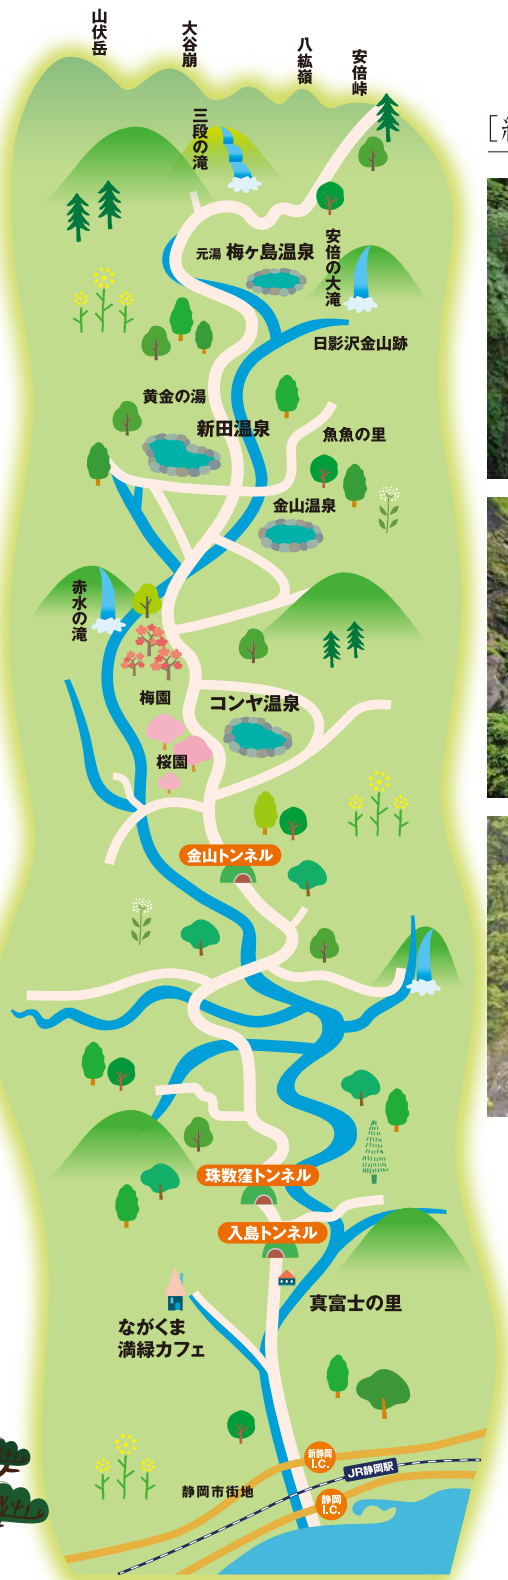 山伏岳
大谷崩
八紘嶺
安倍峠
三段の滝
元湯 梅ヶ島温泉
安倍の大滝
日影沢金山跡
黄金の湯
新田温泉
魚魚の里
金山温泉
赤水の滝
梅園
コンヤ温泉
桜園
金山トンネル
珠数窪トンネル
入島トンネル
真富士の里
ながくま
満緑カフェ
新静岡
I.C.
JR静岡駅
静岡市街地
静岡
I.C.